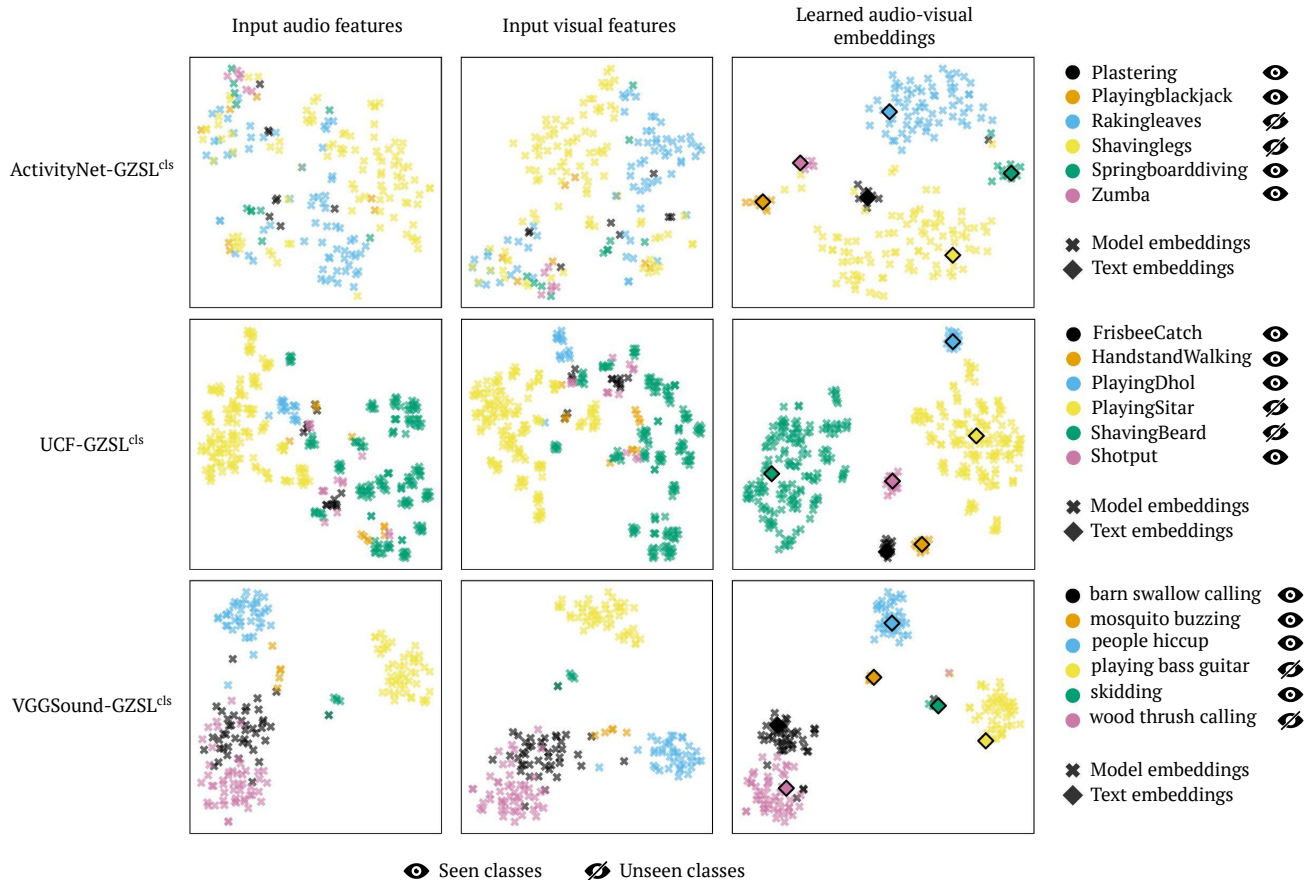 Input audio features
Input visual features
Learned audio-visual
embeddings
ActivityNet-GZSLcls
Plastering
Playingblackjack
Rakingleaves
Shavinglegs
Springboarddiving
Zumba
Model embeddings
Text embeddings
UCF-GZSLcls
FrisbeeCatch
HandstandWalking
PlayingDhol
PlayingSitar
ShavingBeard
Shotput
Model embeddings
Text embeddings
VGGSound-GZSLcls
barn swallow calling
mosquito buzzing
people hiccup
playing bass guitar
skidding
wood thrush calling
Model embeddings
Text embeddings
Seen classes
Unseen classes